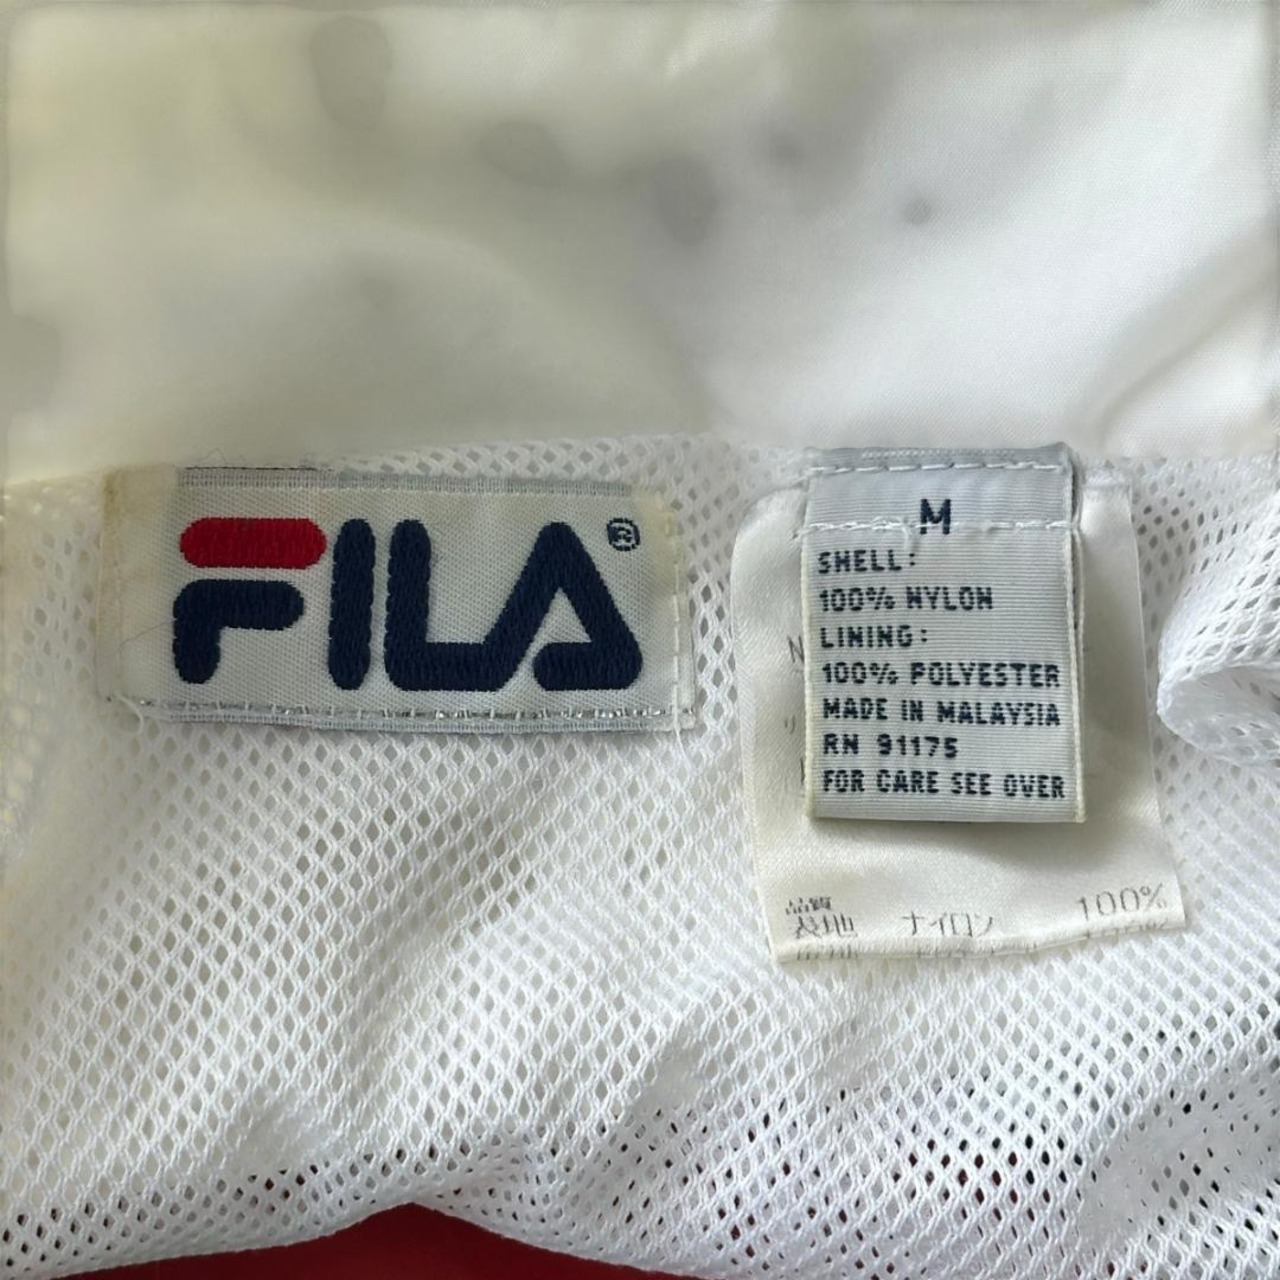 FILA®
M
SHELL:
100% NYLON
LINING:
100% POLYESTER
MADE IN MALAYSIA
RN 91175
FOR CARE SEE OVER
品質
表地 ナイロン 100%